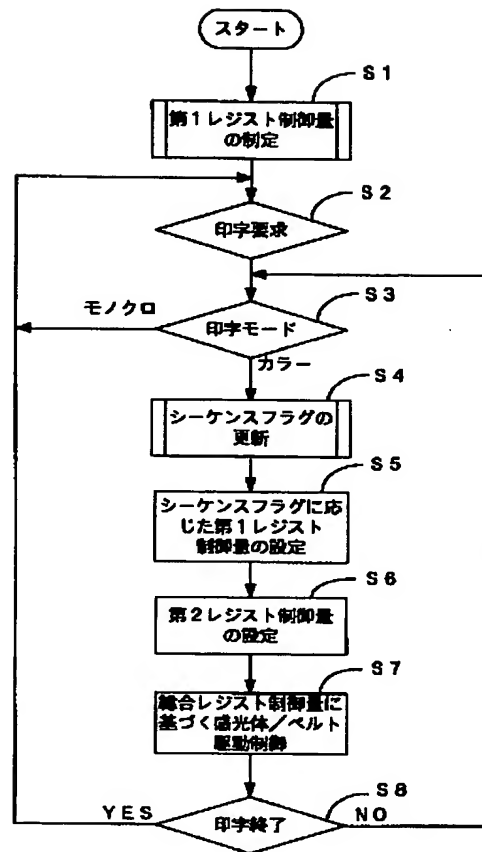 スタート
S1
第1レジスト制御量
の制定
S2
印字要求
S3
モノクロ
印字モード
カラー
S4
シーケンスフラグの
更新
S5
シーケンスフラグに応
じた第1レジスト
制御量の設定
S6
第2レジスト制御量
の設定
S7
総合レジスト制御量に
基づく感光体/ベルト
駆動制御
S8
YES
印字終了
NO